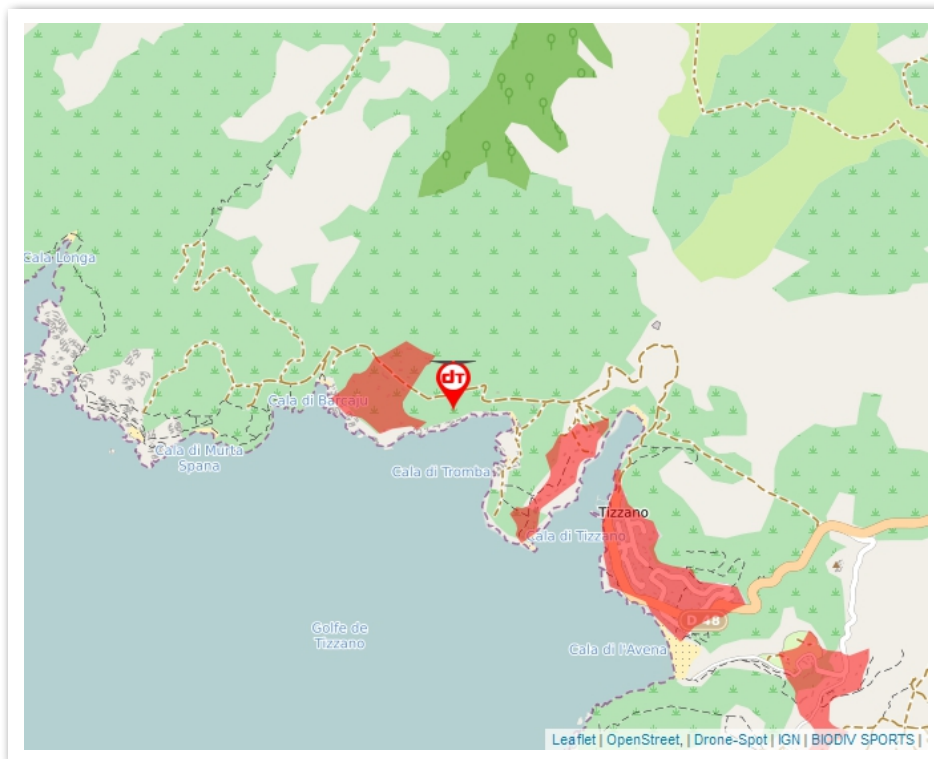 Cala Longa
dT
Cala di Barcaju
Cala di Murta
Spana
Cala di Tromba
Tizzano
Cala di Tizzano
Golfe de
Tizzano
D 48
Cala di l'Avena
Leaflet | OpenStreet, | Drone-Spot | IGN | BIODIV SPORTS |